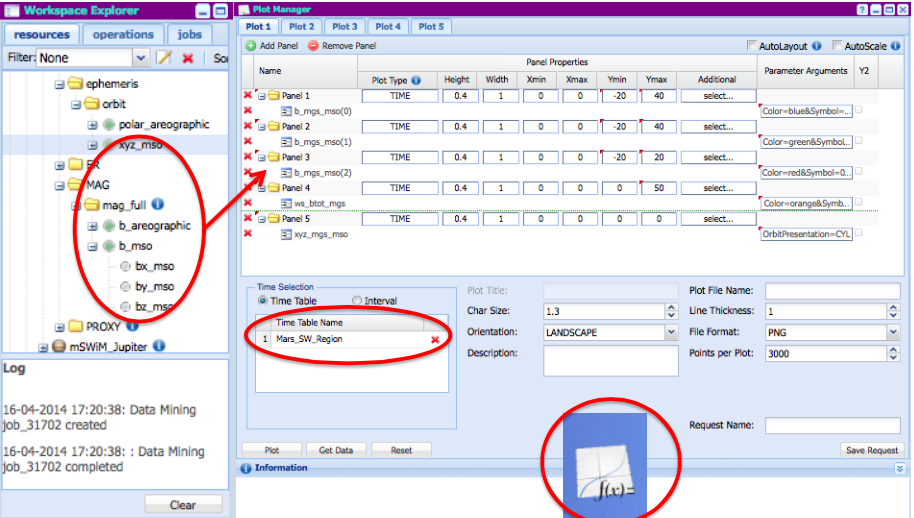 Workspace Explorer
resources operations jobs
Filter: None
ephemeris
orbit
polar_areographic
xyz_mso
ER
MAG
mag_full
b_areographic
b_mso
bx_mso
by_mso
bz_mso
PROXY
mSWiM_Jupiter
Log
16-04-2014 17:20:38: Data Mining
job_31702 created
16-04-2014 17:20:38: : Data Mining
job_31702 completed
Clear
Plot Manager
Plot 1 Plot 2 Plot 3 Plot 4 Plot 5
Add Panel Remove Panel AutoLayout AutoScale
Name Panel Properties Parameter Arguments Y2
Plot Type Height Width Xmin Xmax Ymin Ymax Additional
Panel 1 TIME 0.4 1 0 0 -20 40 select...
b_mgs_mso(0) Color=blue&Symbol=...
Panel 2 TIME 0.4 1 0 0 -20 40 select...
b_mgs_mso(1) Color=green&Symbol...
Panel 3 TIME 0.4 1 0 0 -20 20 select...
b_mgs_mso(2) Color=red&Symbol=0...
Panel 4 TIME 0.4 1 0 0 0 50 select...
ws_btot_mgs Color=orange&Symb...
Panel 5 TIME 0.4 1 0 0 0 0 select...
xyz_mgs_mso OrbitPresentation=CYL
Time Selection
Time Table Interval
Time Table Name
1 Mars_SW_Region
Plot Title: Plot File Name:
Char Size: 1.3 Line Thickness: 1
Orientation: LANDSCAPE File Format: PNG
Description: Points per Plot: 3000
Request Name:
Plot Get Data Reset Save Request
Information
f(x)=